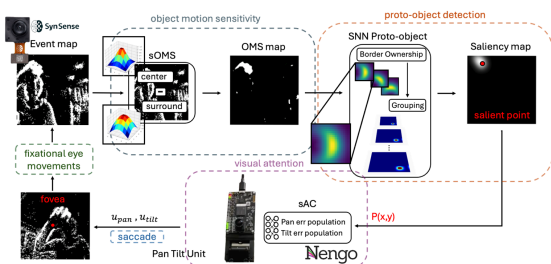 SynSense
object motion sensitivity
proto-object detection
Event map
sOMS
OMS map
SNN Proto-object
Saliency map
center
surround
Border Ownership
Grouping
salient point
visual attention
fixational eye
movements
fovea
u_pan , u_tilt
saccade
Pan Tilt Unit
sAC
Pan err population
Tilt err population
Nengo
P(x,y)